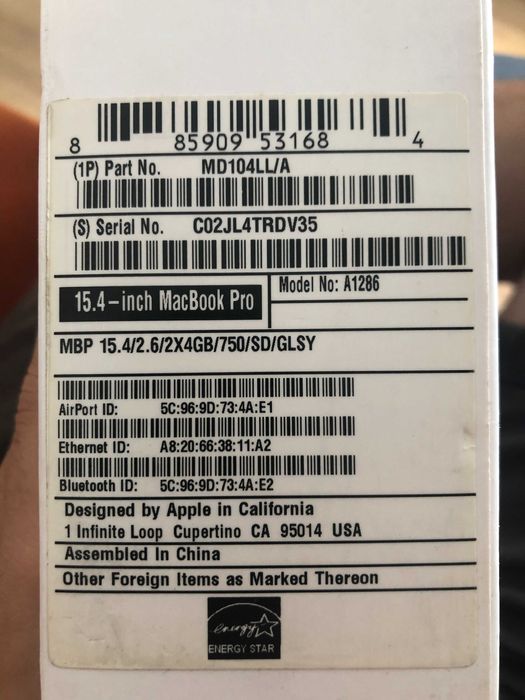 8 85909 53168 4
(1P) Part No. MD104LL/A
(S) Serial No. C02JL4TRDV35
15.4-inch MacBook Pro
Model No: A1286
MBP 15.4/2.6/2X4GB/750/SD/GLSY
AirPort ID: 5C:96:9D:73:4A:E1
Ethernet ID: A8:20:66:38:11:A2
Bluetooth ID: 5C:96:9D:73:4A:E2
Designed by Apple in California
1 Infinite Loop Cupertino CA 95014 USA
Assembled In China
Other Foreign Items as Marked Thereon
energy
ENERGY STAR